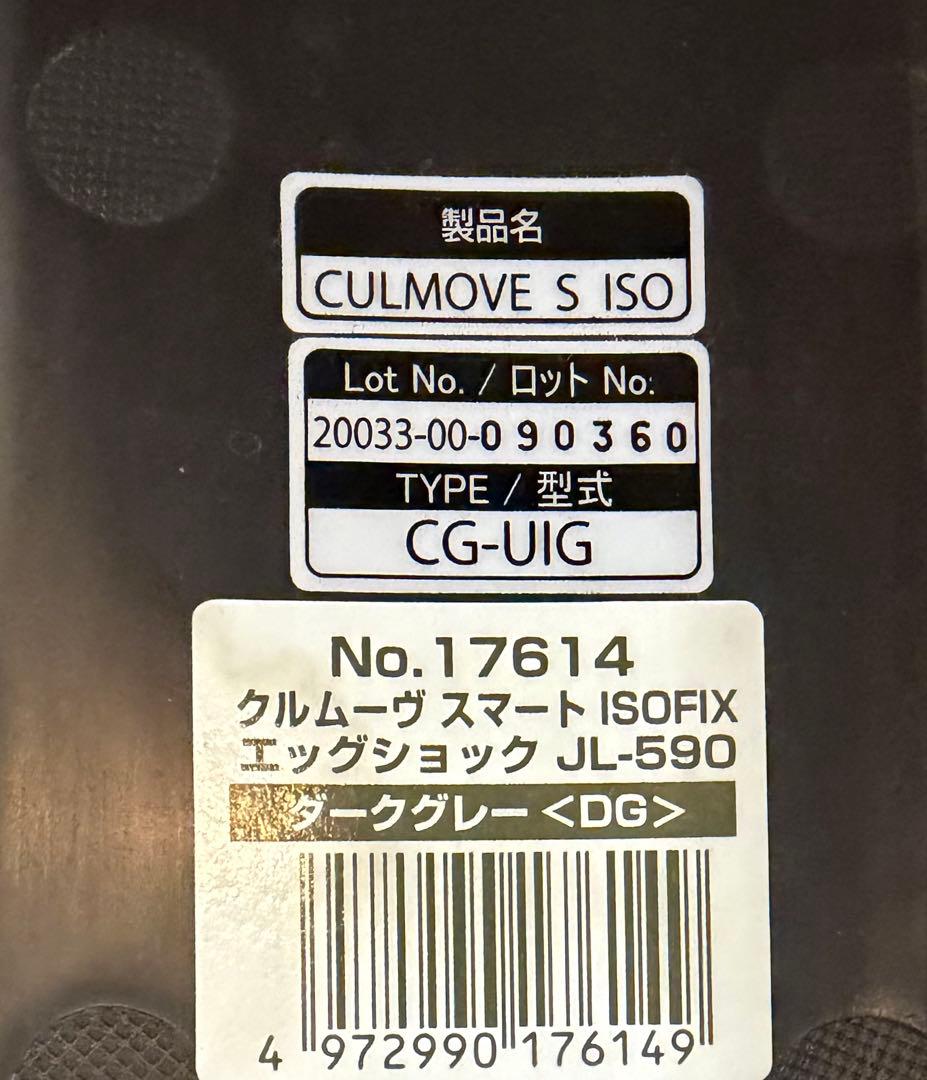 製品名
CULMOVE S ISO
Lot No. / ロット No.
20033-00-090360
TYPE / 型式
CG-UIG
No.17614
クルムーヴ スマート ISOFIX
エッグショック JL-590
ダークグレー <DG>
4 972990 176149